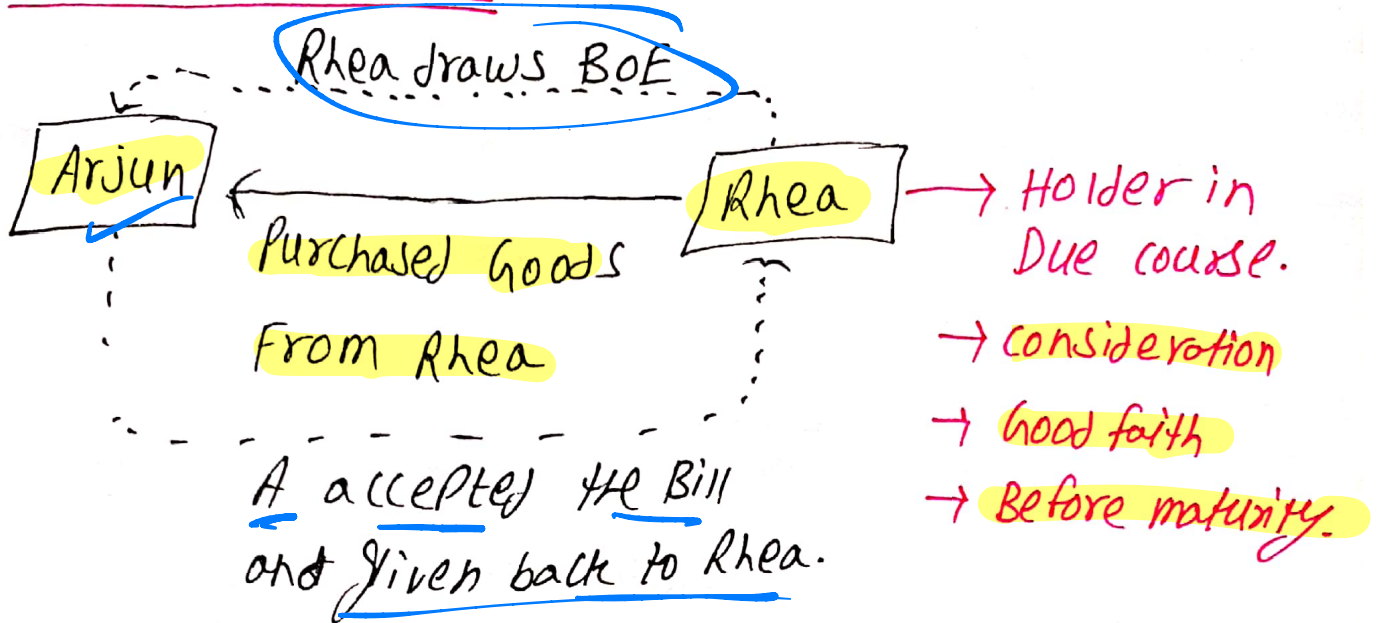 Rhea draws BOE
Arjun
Rhea
Holder in
Due course.
Purchased Goods
From Rhea
consideration
Good faith
Before maturity.
A accepted the Bill
and given back to Rhea.